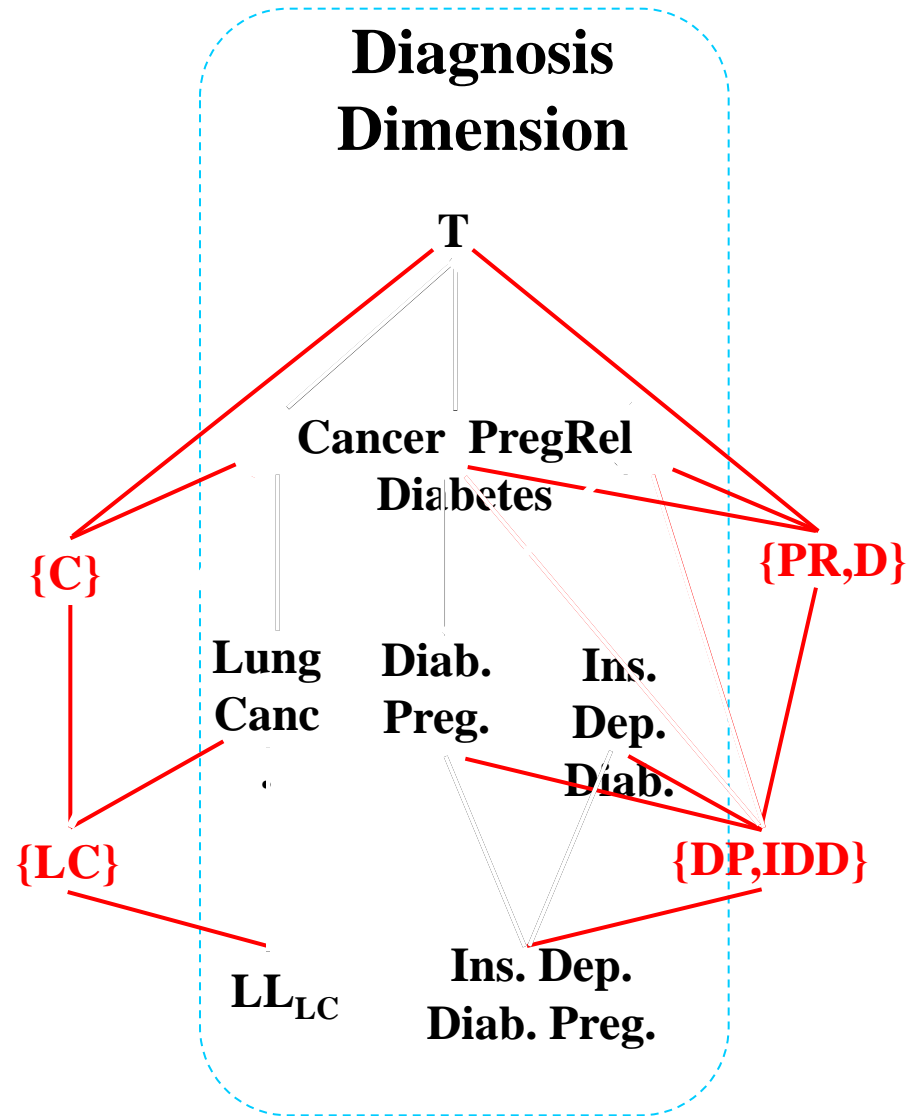 Diagnosis
Dimension
T
Cancer PregRel
Diabetes
{C}
{PR,D}
Lung
Canc
.
Diab.
Preg.
Ins.
Dep.
Diab.
{LC}
{DP,IDD}
LL_LC
Ins. Dep.
Diab. Preg.